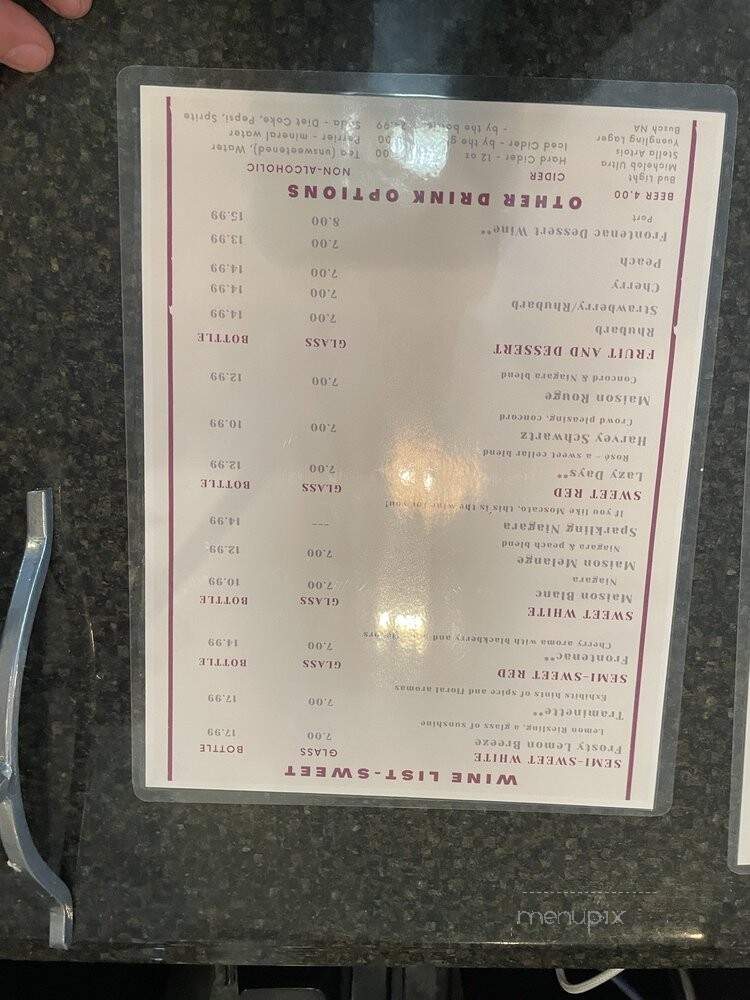 WINE LIST-SWEET
SEMI-SWEET WHITE GLASS BOTTLE
Frosty Lemon Breeze 7.00 17.99
Lemon Riesling, a glass of sunshine
Traminette** 7.00 17.99
Exhibits hints of spice and floral aromas
SEMI-SWEET RED GLASS BOTTLE
Frontenac** 7.00 14.99
Cherry aroma with blackberry and
SWEET WHITE GLASS BOTTLE
Maison Blanc 7.00 10.99
Niagara
Maison Melange 7.00 12.99
Niagara & peach blend
Sparkling Niagara --- 14.99
If you like Moscato, this is the wine for you!
SWEET RED GLASS BOTTLE
Lazy Days** 7.00 12.99
Rosé - a sweet cellar blend
Harvey Schwartz 7.00 10.99
Crowd pleasing, concord
Maison Rouge 7.00 12.99
Concord & Niagara blend
FRUIT AND DESSERT GLASS BOTTLE
Rhubarb 7.00 14.99
Strawberry/Rhubarb 7.00 14.99
Cherry 7.00 14.99
Peach 7.00 13.99
Frontenac Dessert Wine** 8.00 15.99
Port
OTHER DRINK OPTIONS
BEER 4.00 CIDER NON-ALCOHOLIC
Bud Light Hard Cider - 12 oz Tea (unsweetened), Water,
Michelob Ultra Iced Cider - by the Perrier - mineral water
Stella Artois - by the Soda - Diet Coke, Pepsi, Sprite
Yuengling Lager
Busch NA
menupix